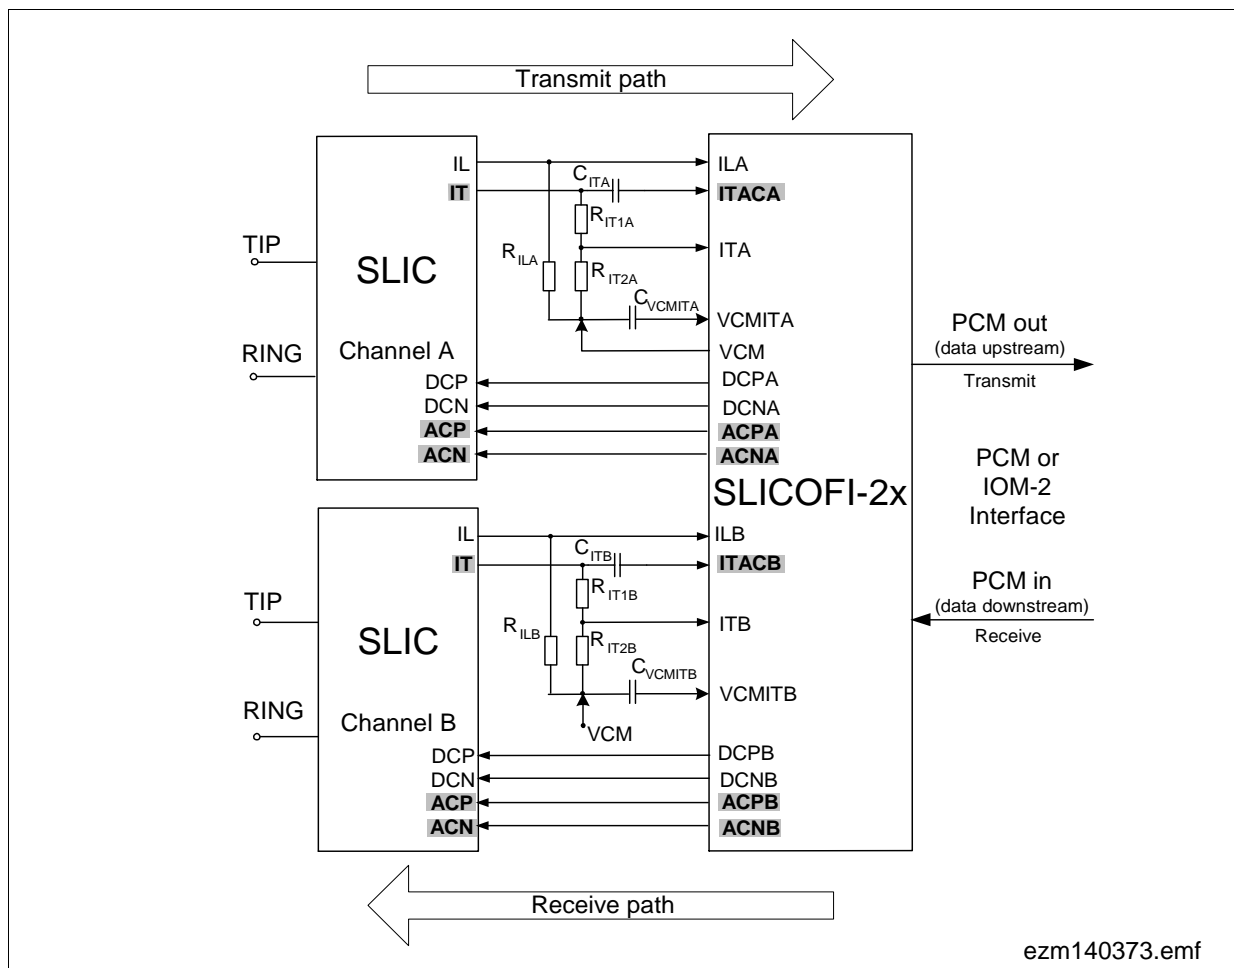 Transmit path
IL
IT
C ITA
R IT1A
R ILA
R IT2A
C VCMITA
ILA
ITACA
ITA
VCMITA
VCM
DCPA
DCNA
ACPA
ACNA
TIP
RING
SLIC
Channel A
DCP
DCN
ACP
ACN
SLICOFI-2x
PCM out
(data upstream)
Transmit
PCM or
IOM-2
Interface
PCM in
(data downstream)
Receive
IL
IT
C ITB
R IT1B
R ILB
R IT2B
C VCMITB
VCM
ILB
ITACB
ITB
VCMITB
DCPB
DCNB
ACPB
ACNB
TIP
RING
SLIC
Channel B
DCP
DCN
ACP
ACN
Receive path
ezm140373.emf